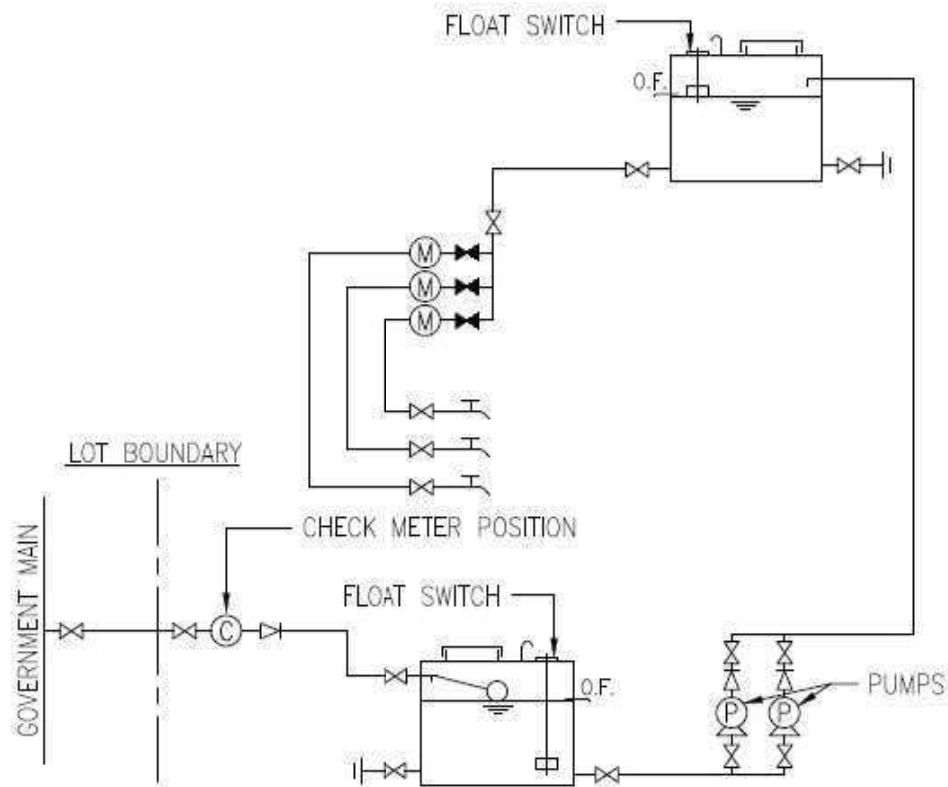 FLOAT SWITCH
O.F.
M
M
M
LOT BOUNDARY
CHECK METER POSITION
GOVERNMENT MAIN
FLOAT SWITCH
C
O.F.
P
P
PUMPS